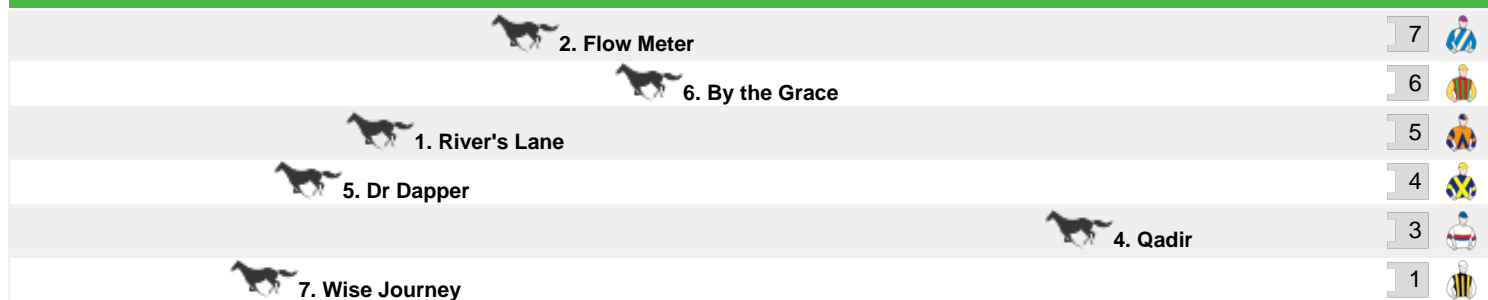 2. Flow Meter 7
6. By the Grace 6
1. River's Lane 5
5. Dr Dapper 4
4. Qadir 3
7. Wise Journey 1